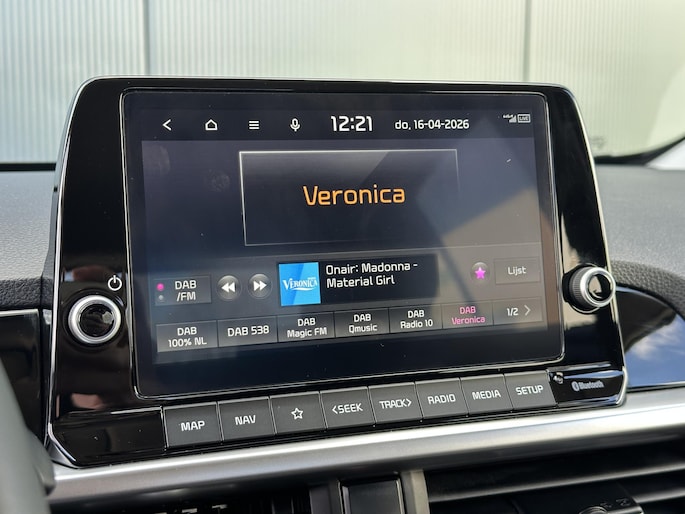 12:21 do, 16-04-2026 LIVE
Veronica
Onair: Madonna -
Material Girl
VERONICA
DAB
/FM
Lijst
DAB
100% NL
DAB 538
DAB
Magic FM
DAB
Qmusic
DAB
Radio 10
DAB
Veronica
1/2
MAP
NAV
<SEEK
TRACK>
RADIO
MEDIA
SETUP
Bluetooth